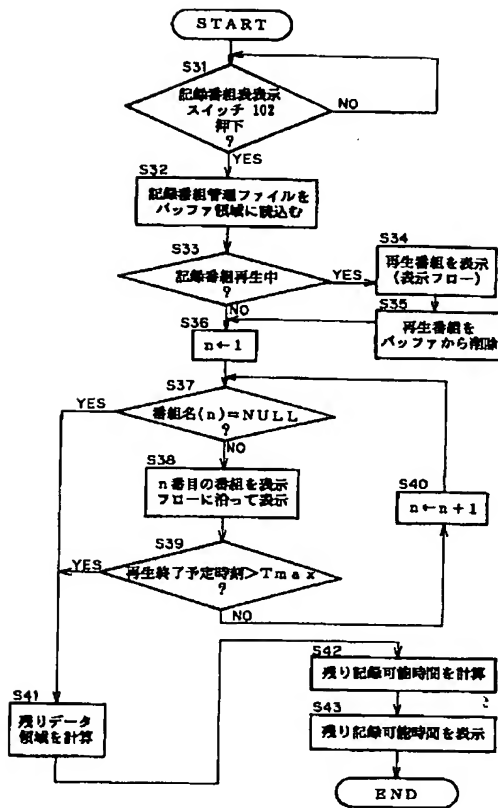 START
S31
記録番組表表示
スイッチ 102
押下
?
NO
YES
S32
記録番組管理ファイルを
バッファ領域に読込む
S33
記録番組再生中
?
YES
NO
S34
再生番組を表示
(表示フロー)
S35
再生番組を
バッファから削除
S36
n←1
S37
番組名(n)=NULL
?
YES
NO
S38
n番目の番組を表示
フローに沿って表示
S39
再生終了予定時刻>Tmax
?
YES
NO
S40
n←n+1
S41
残りデータ
領域を計算
S42
残り記録可能時間を計算
S43
残り記録可能時間を表示
END